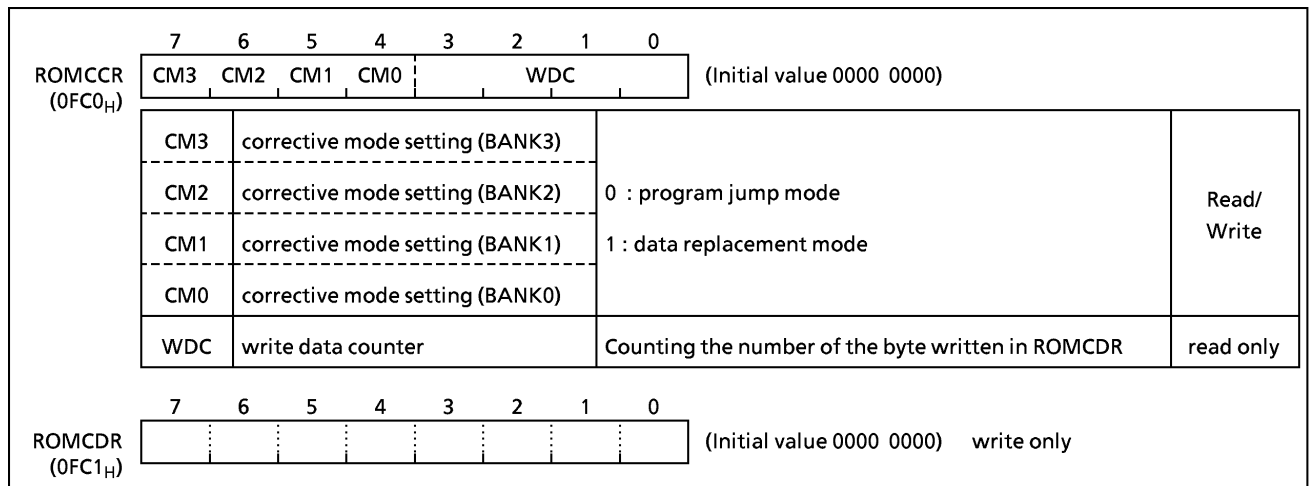 7 6 5 4 3 2 1 0
ROMCCR CM3 CM2 CM1 CM0 WDC (Initial value 0000 0000)
(0FC0H)
CM3 corrective mode setting (BANK3)
CM2 corrective mode setting (BANK2) 0 : program jump mode Read/
CM1 corrective mode setting (BANK1) 1 : data replacement mode Write
CM0 corrective mode setting (BANK0)
WDC write data counter Counting the number of the byte written in ROMCDR read only
7 6 5 4 3 2 1 0
ROMCDR (Initial value 0000 0000) write only
(0FC1H)